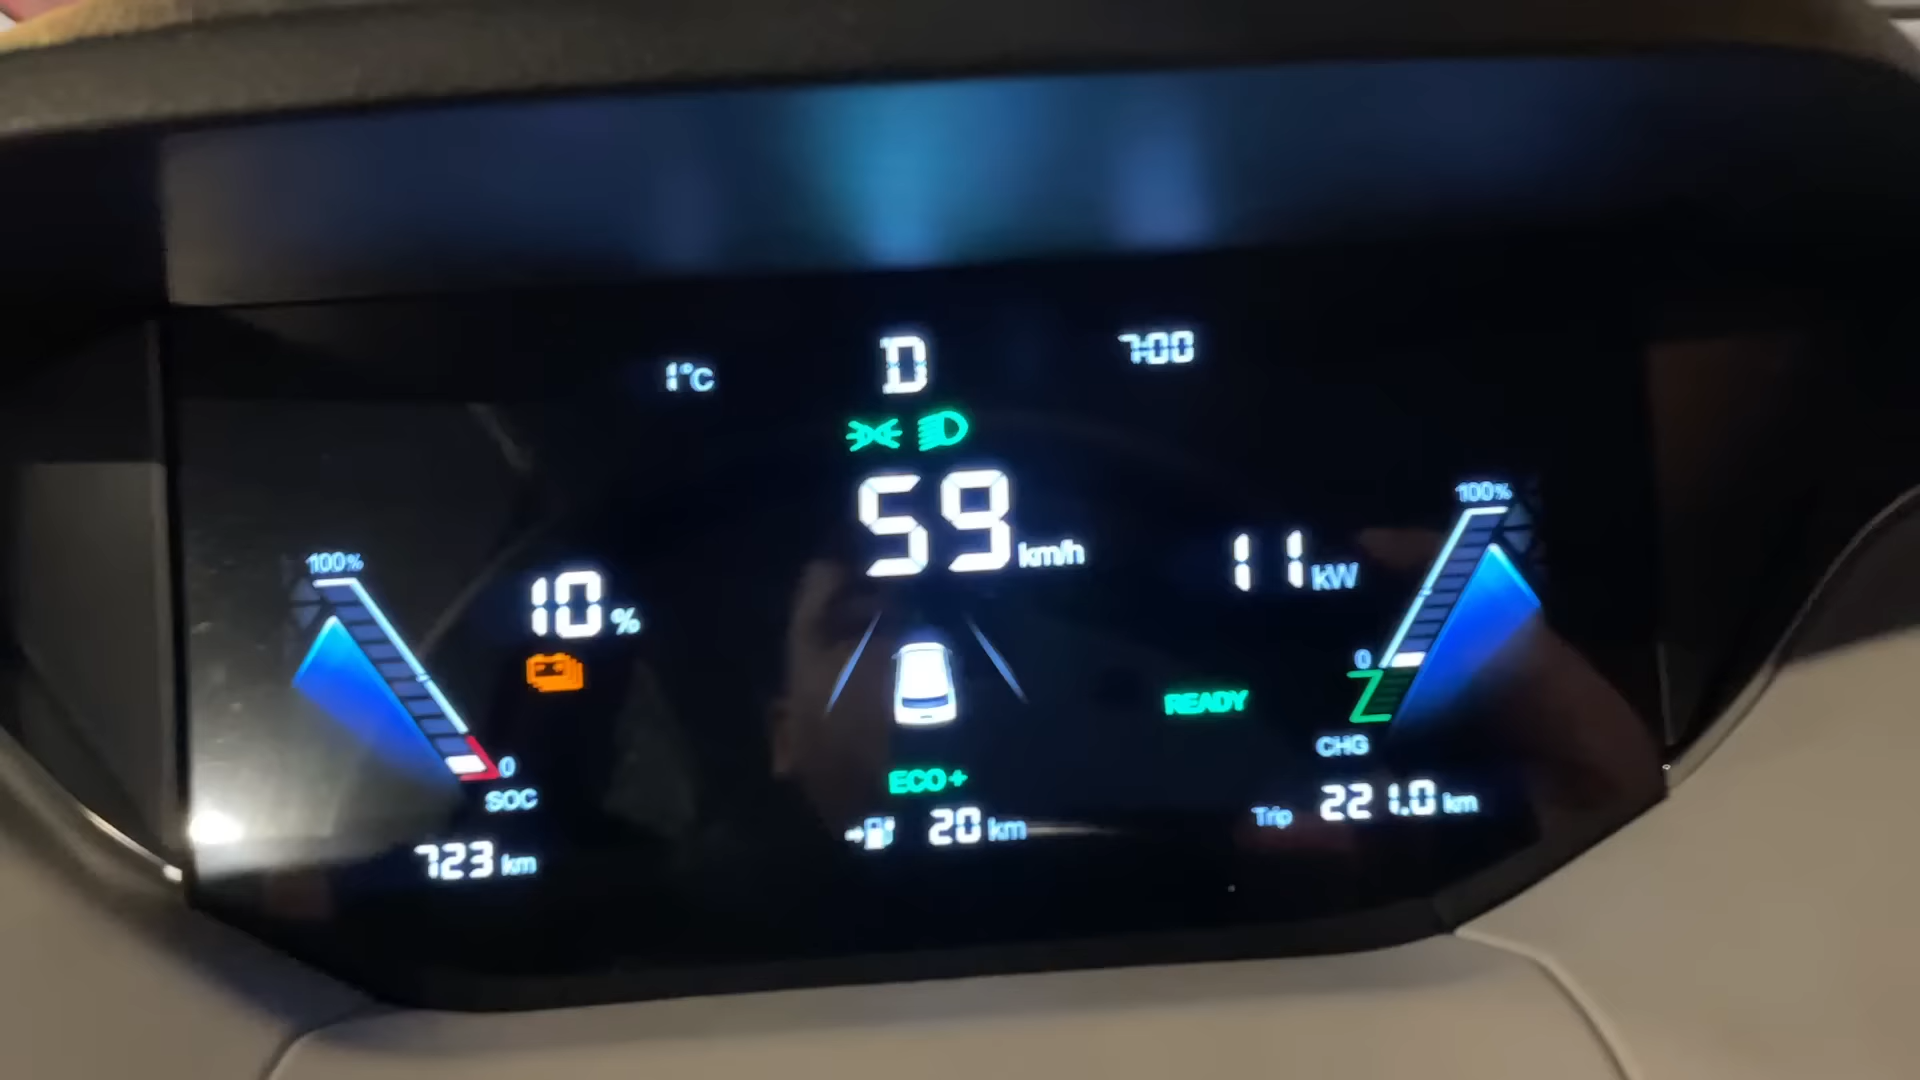 1°C D 7:00
59 km/h
100%
10 %
0
SOC
723 km
ECO+
20 km
100%
11 kW
0
READY
CHG
Trip 221.0 km